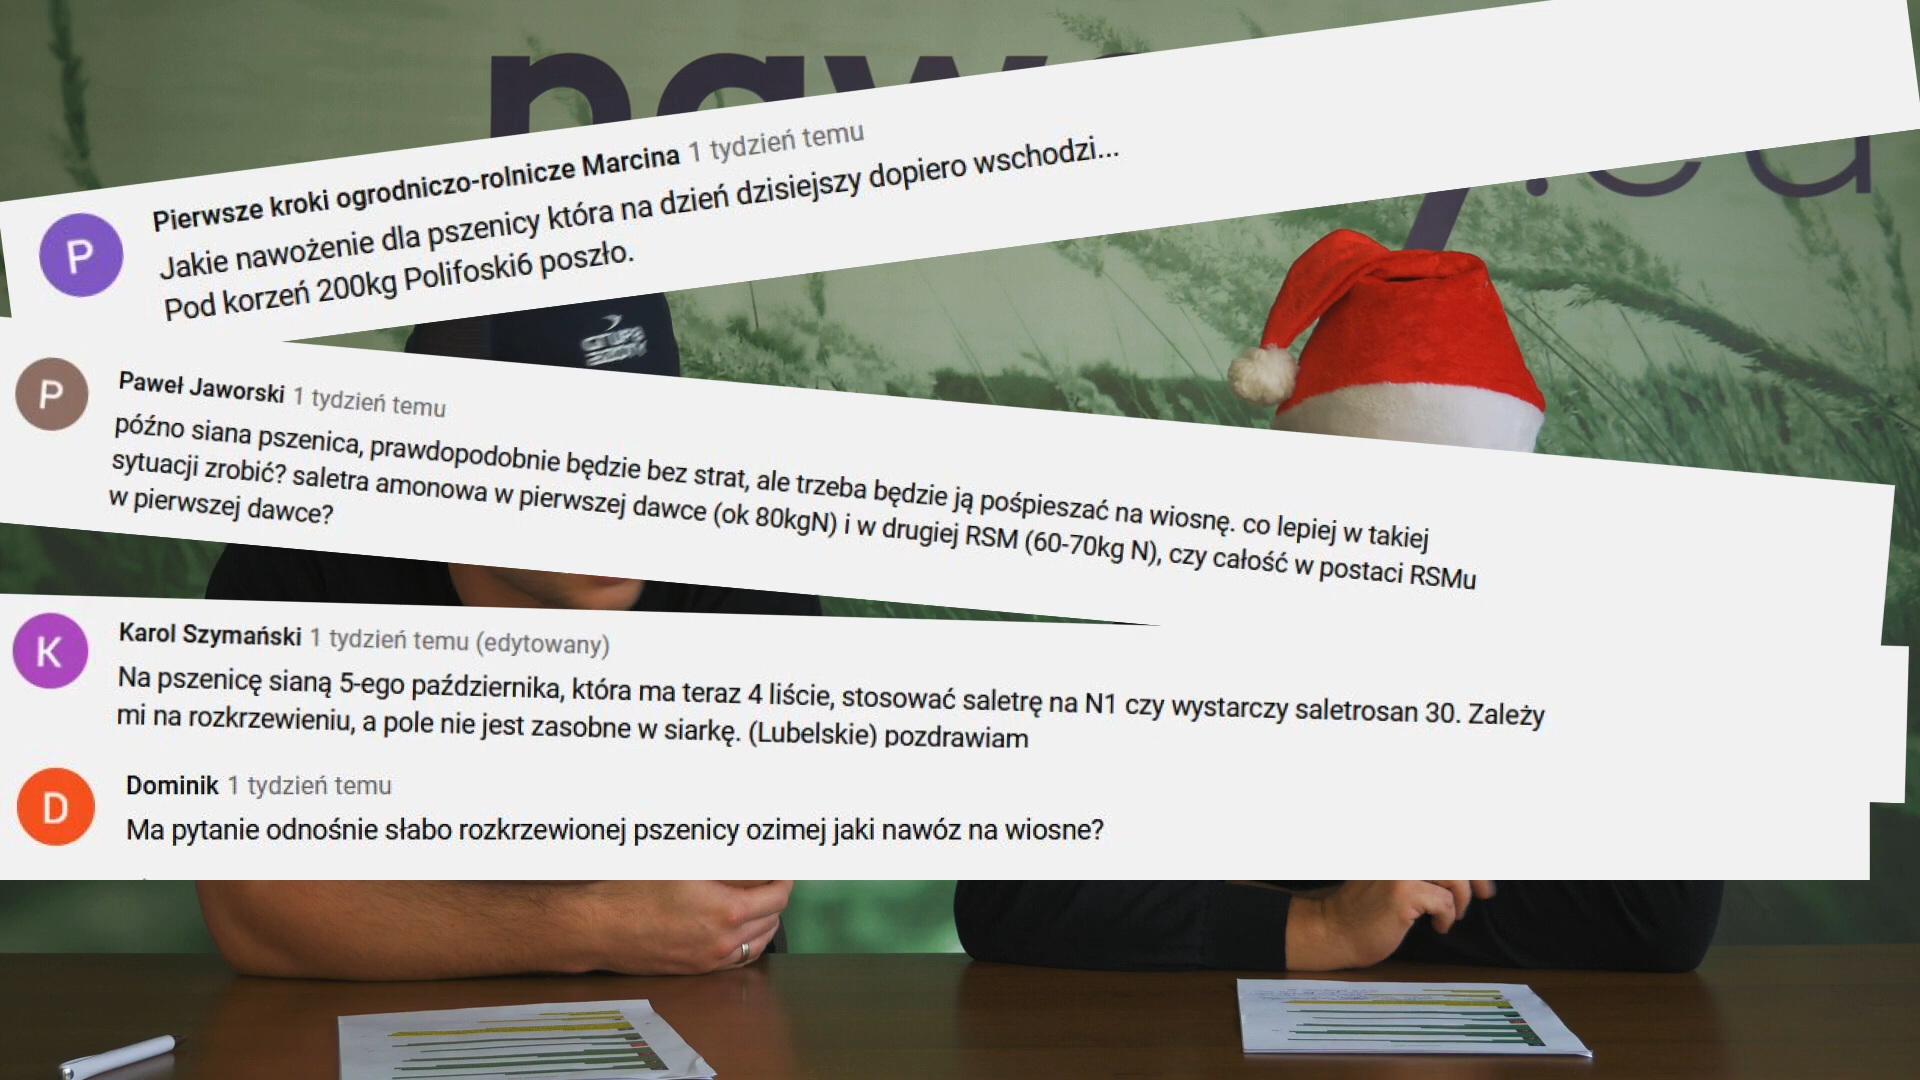 Pierwsze kroki ogrodniczo-rolnicze Marcina 1 tydzień temu
P
Jakie nawożenie dla pszenicy która na dzień dzisiejszy dopiero wschodzi...
Pod korzeń 200kg Polifoski6 poszło.
GRUPA
AZOTY
P
Paweł Jaworski 1 tydzień temu
późno siana pszenica, prawdopodobnie będzie bez strat, ale trzeba będzie ją pośpieszać na wiosnę. co lepiej w takiej
sytuacji zrobić? saletra amonowa w pierwszej dawce (ok 80kgN) i w drugiej RSM (60-70kg N), czy całość w postaci RSMu
w pierwszej dawce?
K
Karol Szymański 1 tydzień temu (edytowany)
Na pszenicę sianą 5-ego października, która ma teraz 4 liście, stosować saletrę na N1 czy wystarczy saletrosan 30. Zależy
mi na rozkrzewieniu, a pole nie jest zasobne w siarkę. (Lubelskie) pozdrawiam
D
Dominik 1 tydzień temu
Ma pytanie odnośnie słabo rozkrzewionej pszenicy ozimej jaki nawóz na wiosne?